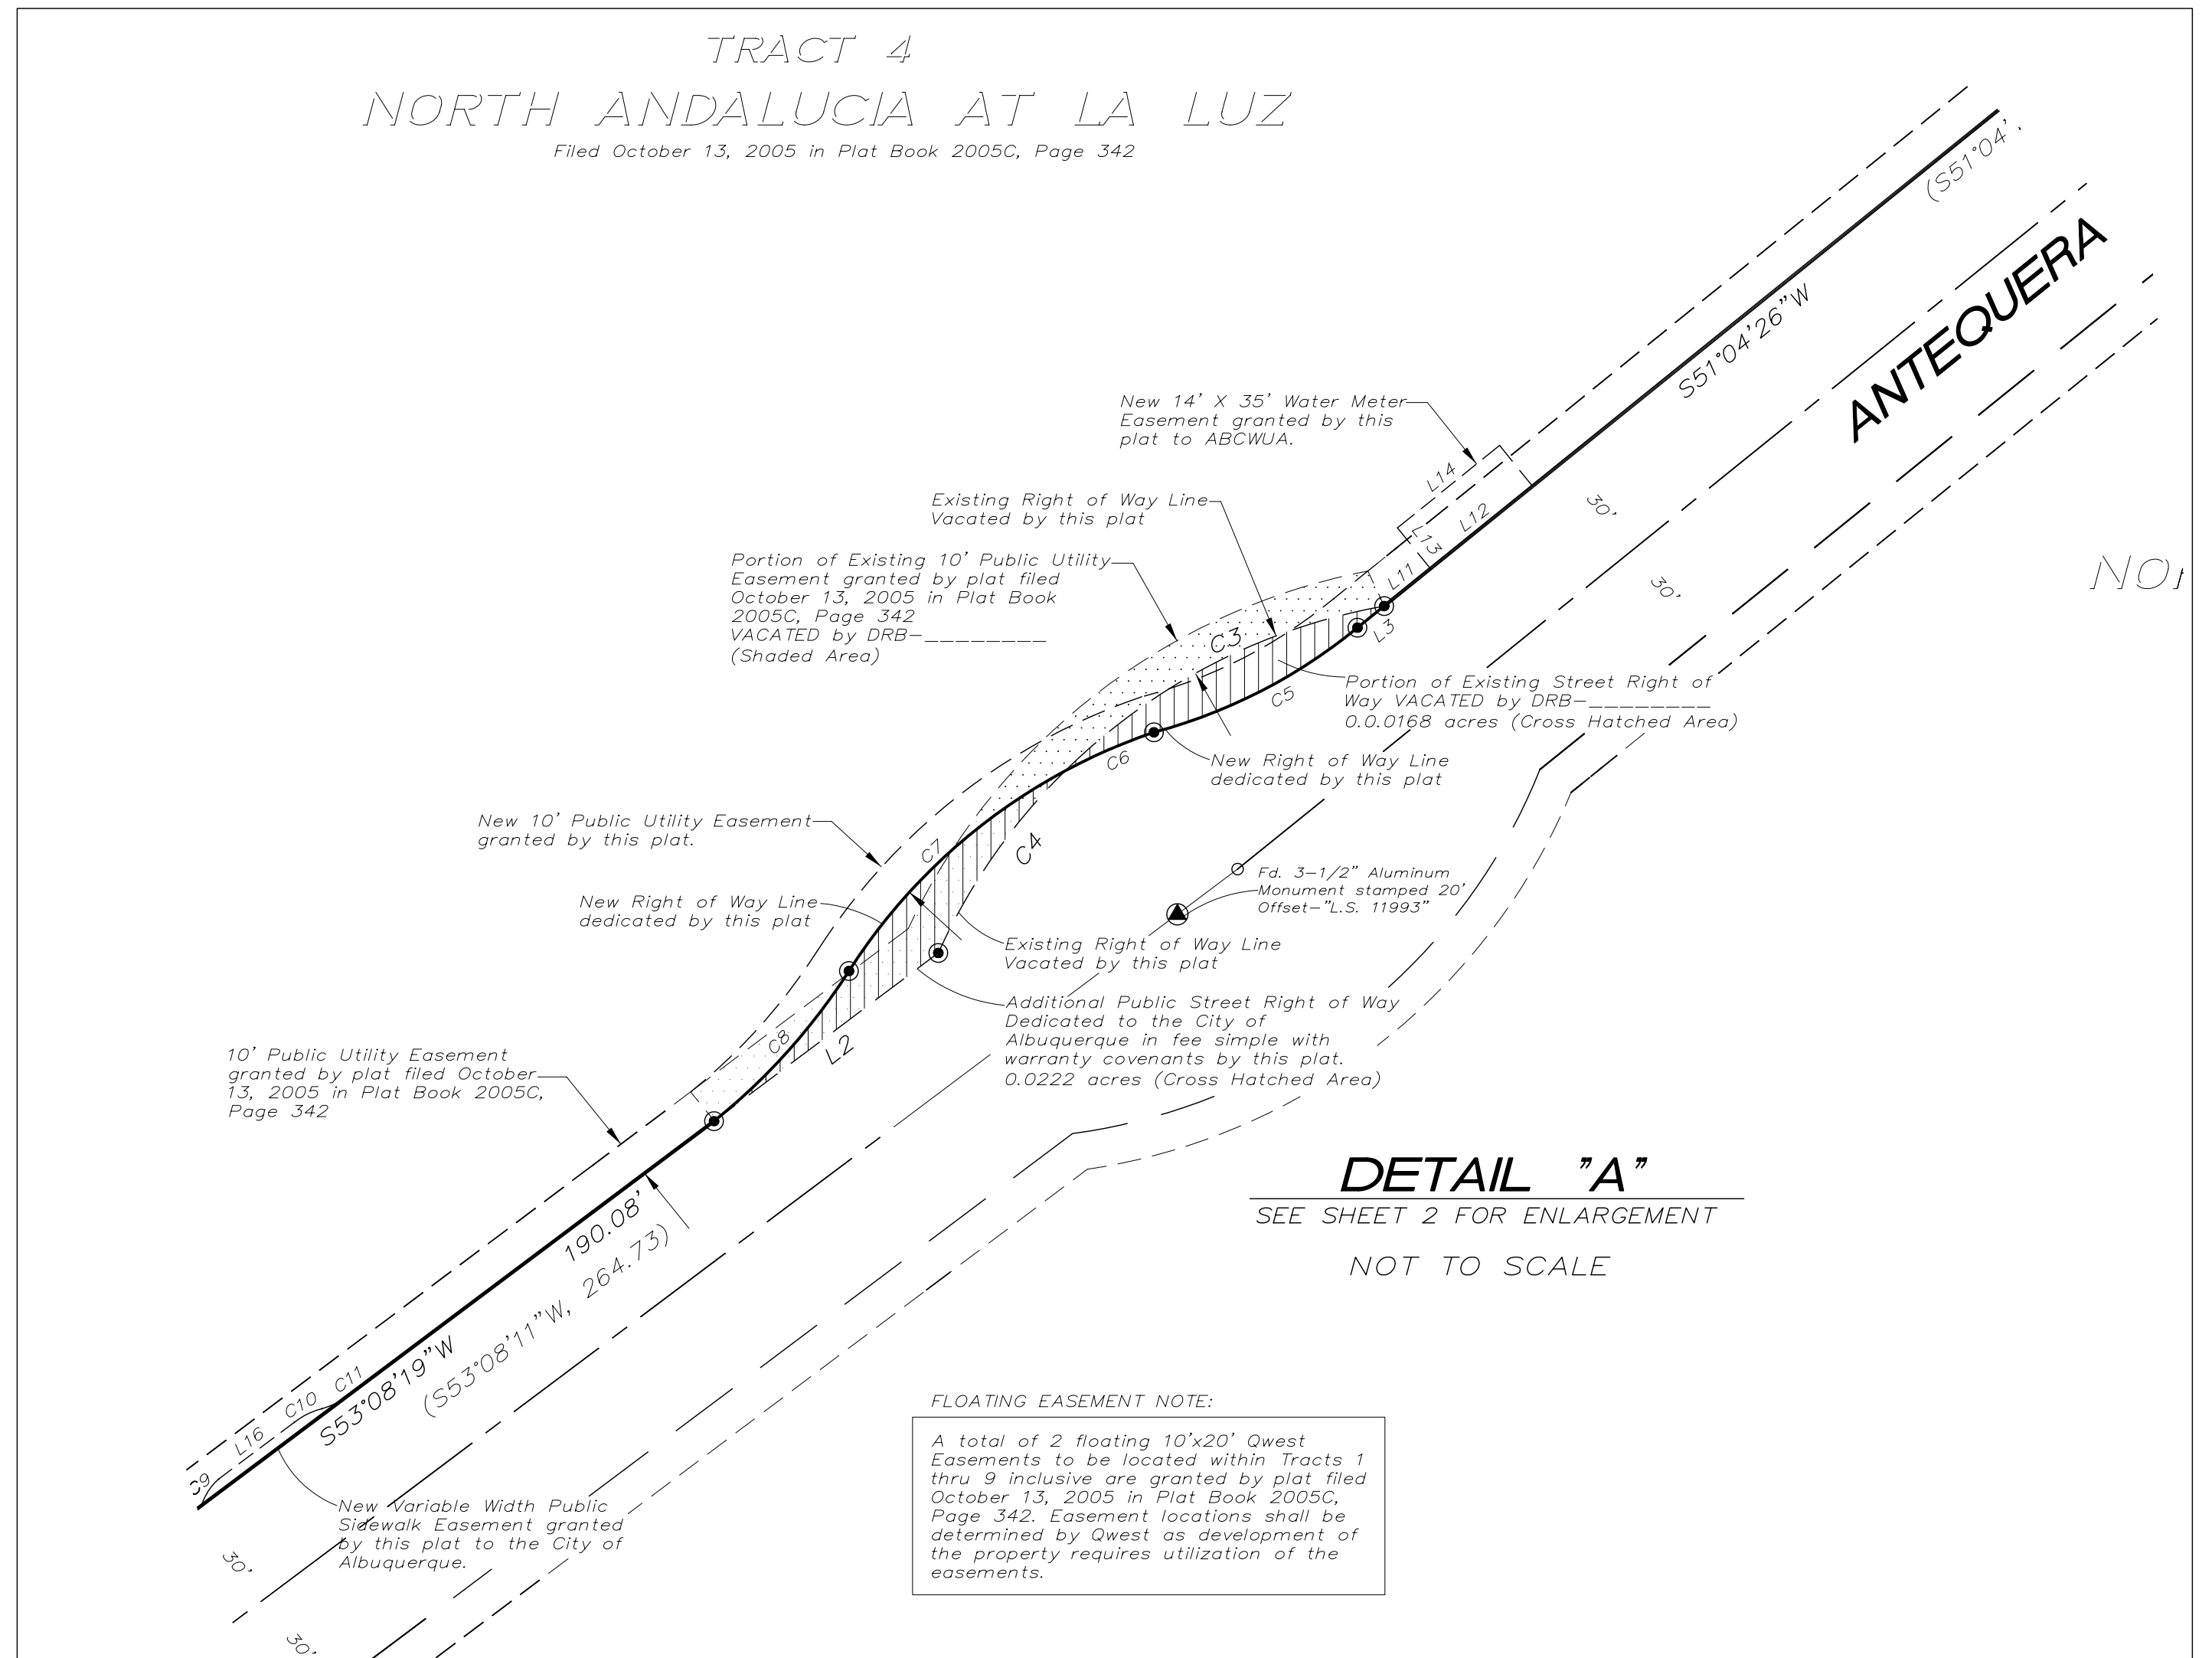 TRACT 4
NORTH ANDALUCIA AT LA LUZ
Filed October 13, 2005 in Plat Book 2005C, Page 342
(S51°04'
ANTEQUERA
S51°04'26"W
New 14' X 35' Water Meter
Easement granted by this
plat to ABCWUA.
L14
L12
L13
L11
30'
30'
Existing Right of Way Line
Vacated by this plat
Portion of Existing 10' Public Utility
Easement granted by plat filed
October 13, 2005 in Plat Book
2005C, Page 342
VACATED by DRB-________
(Shaded Area)
C3
L3
C5
Portion of Existing Street Right of
Way VACATED by DRB-________
0.0.0168 acres (Cross Hatched Area)
C6
New Right of Way Line
dedicated by this plat
New 10' Public Utility Easement
granted by this plat.
C7
C4
Fd. 3-1/2" Aluminum
Monument stamped 20'
Offset-"L.S. 11993"
New Right of Way Line
dedicated by this plat
Existing Right of Way Line
Vacated by this plat
Additional Public Street Right of Way
Dedicated to the City of
Albuquerque in fee simple with
warranty covenants by this plat.
0.0222 acres (Cross Hatched Area)
C8
L2
10' Public Utility Easement
granted by plat filed October
13, 2005 in Plat Book 2005C,
Page 342
DETAIL "A"
SEE SHEET 2 FOR ENLARGEMENT
NOT TO SCALE
190.08'
(S53°08'11"W, 264.73)
S53°08'19"W
C11
C10
L16
C9
New Variable Width Public
Sidewalk Easement granted
by this plat to the City of
Albuquerque.
30'
30'
FLOATING EASEMENT NOTE:
A total of 2 floating 10'x20' Qwest
Easements to be located within Tracts 1
thru 9 inclusive are granted by plat filed
October 13, 2005 in Plat Book 2005C,
Page 342. Easement locations shall be
determined by Qwest as development of
the property requires utilization of the
easements.